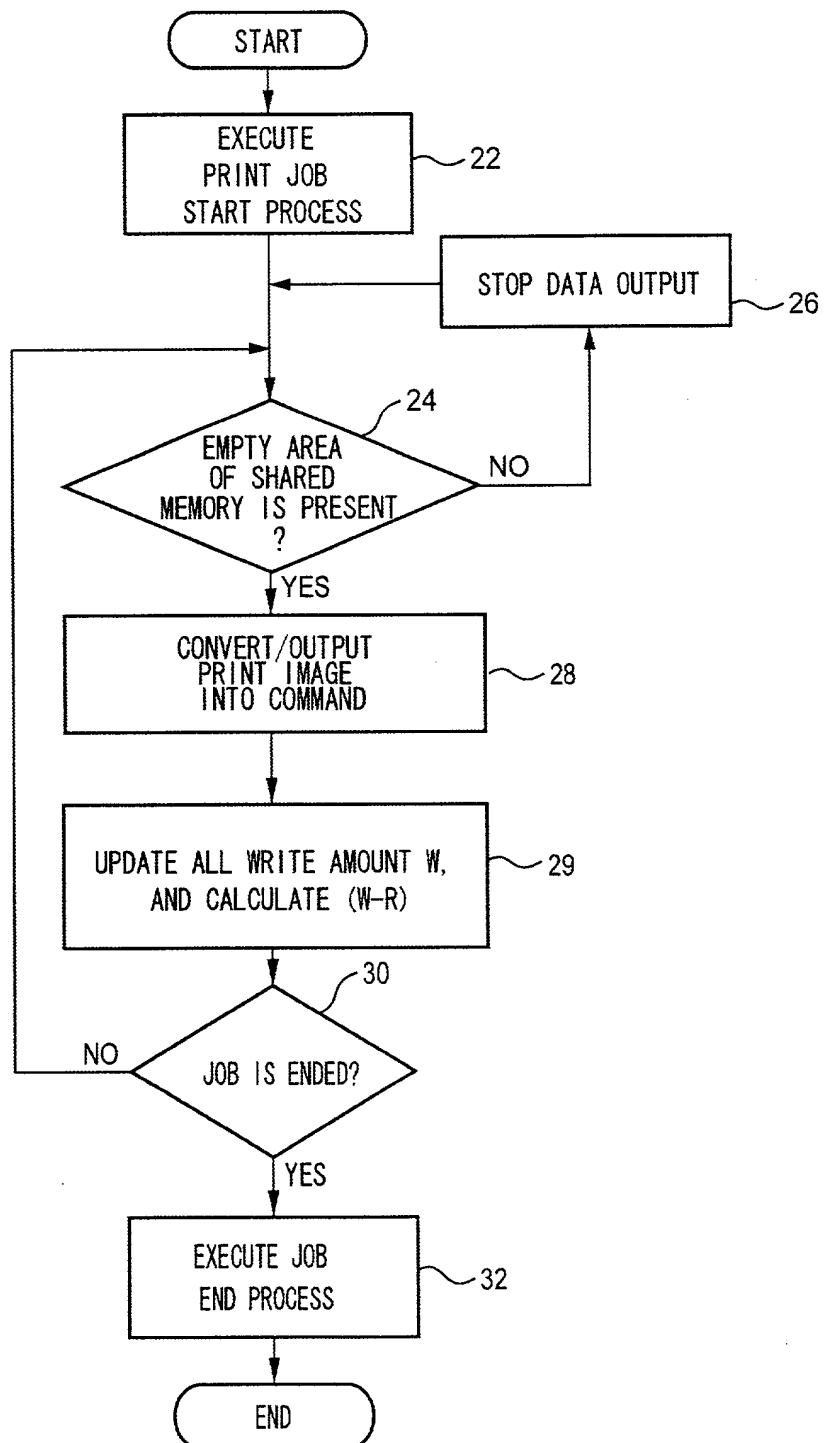 START
EXECUTE
PRINT JOB
START PROCESS
22
STOP DATA OUTPUT
26
24
EMPTY AREA
OF SHARED
MEMORY IS PRESENT
?
NO
YES
CONVERT/OUTPUT
PRINT IMAGE
INTO COMMAND
28
UPDATE ALL WRITE AMOUNT W,
AND CALCULATE (W-R)
29
30
NO
JOB IS ENDED?
YES
EXECUTE JOB
END PROCESS
32
END